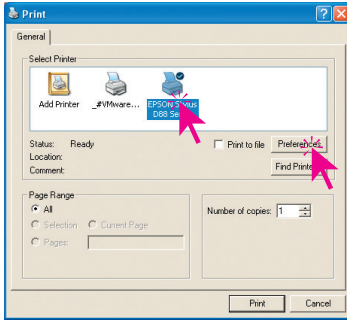 Print
General
Select Printer
Add Printer
_#VMware...
EPSON Stylus
D88 Series
Status: Ready
Location:
Comment:
Print to file
Preferences
Find Printer...
Page Range
All
Selection
Current Page
Pages:
Number of copies: 1
Print
Cancel